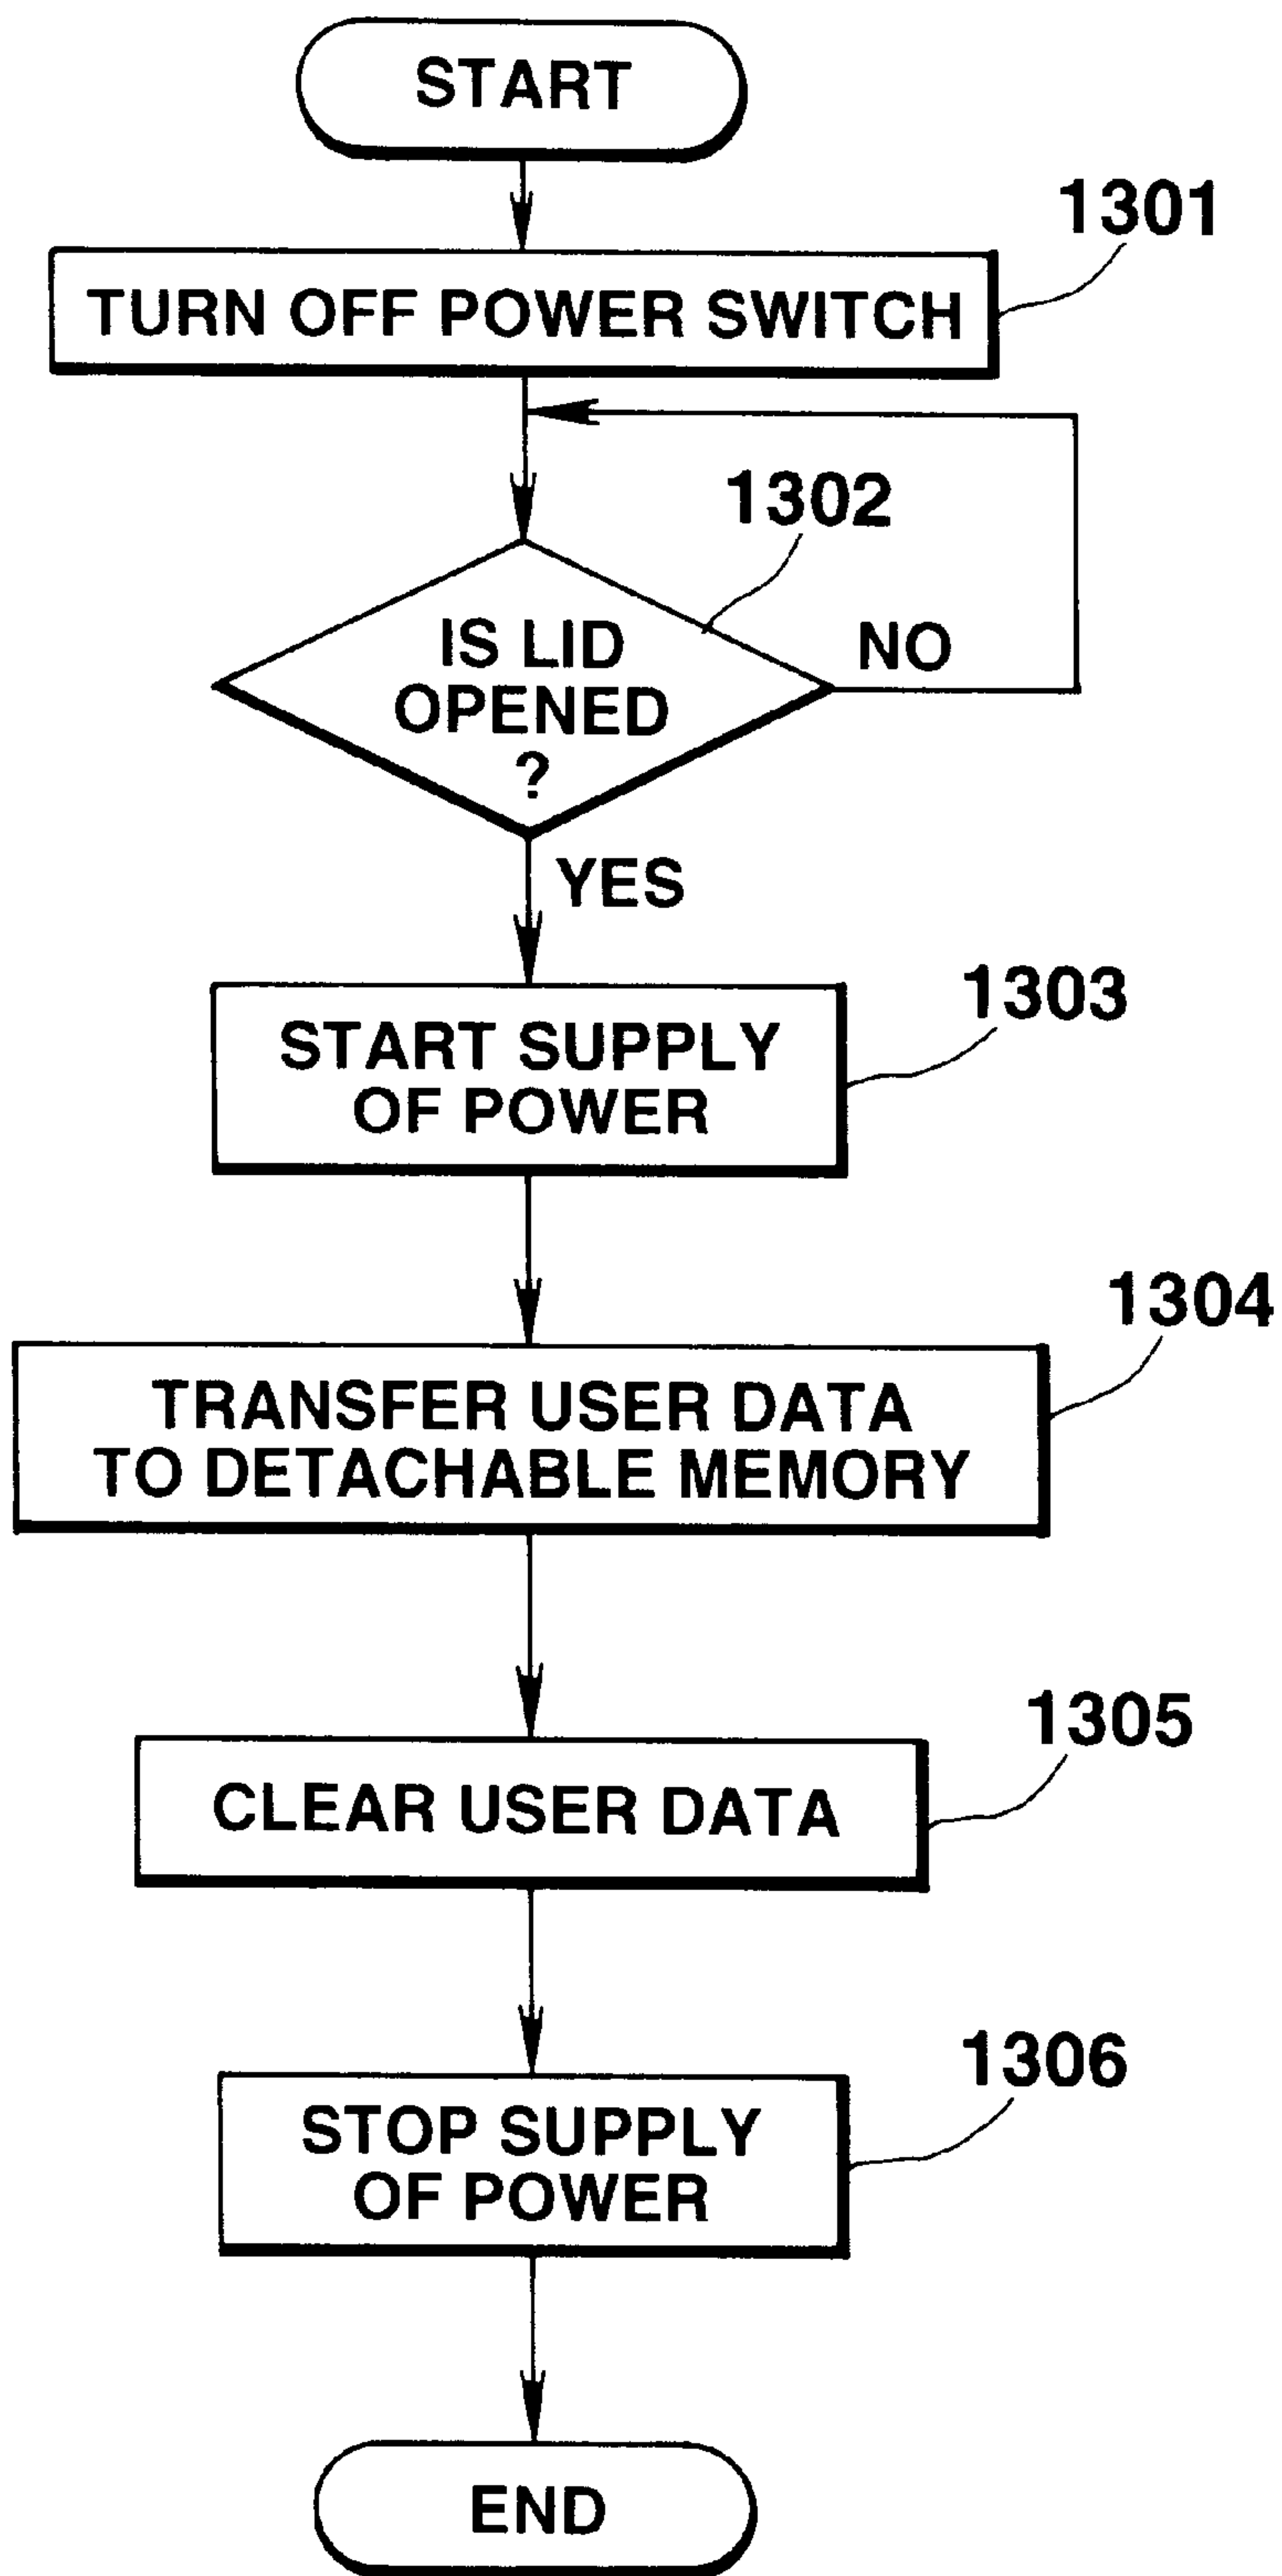 START
1301
TURN OFF POWER SWITCH
1302
IS LID
OPENED
?
NO
YES
1303
START SUPPLY
OF POWER
1304
TRANSFER USER DATA
TO DETACHABLE MEMORY
1305
CLEAR USER DATA
1306
STOP SUPPLY
OF POWER
END